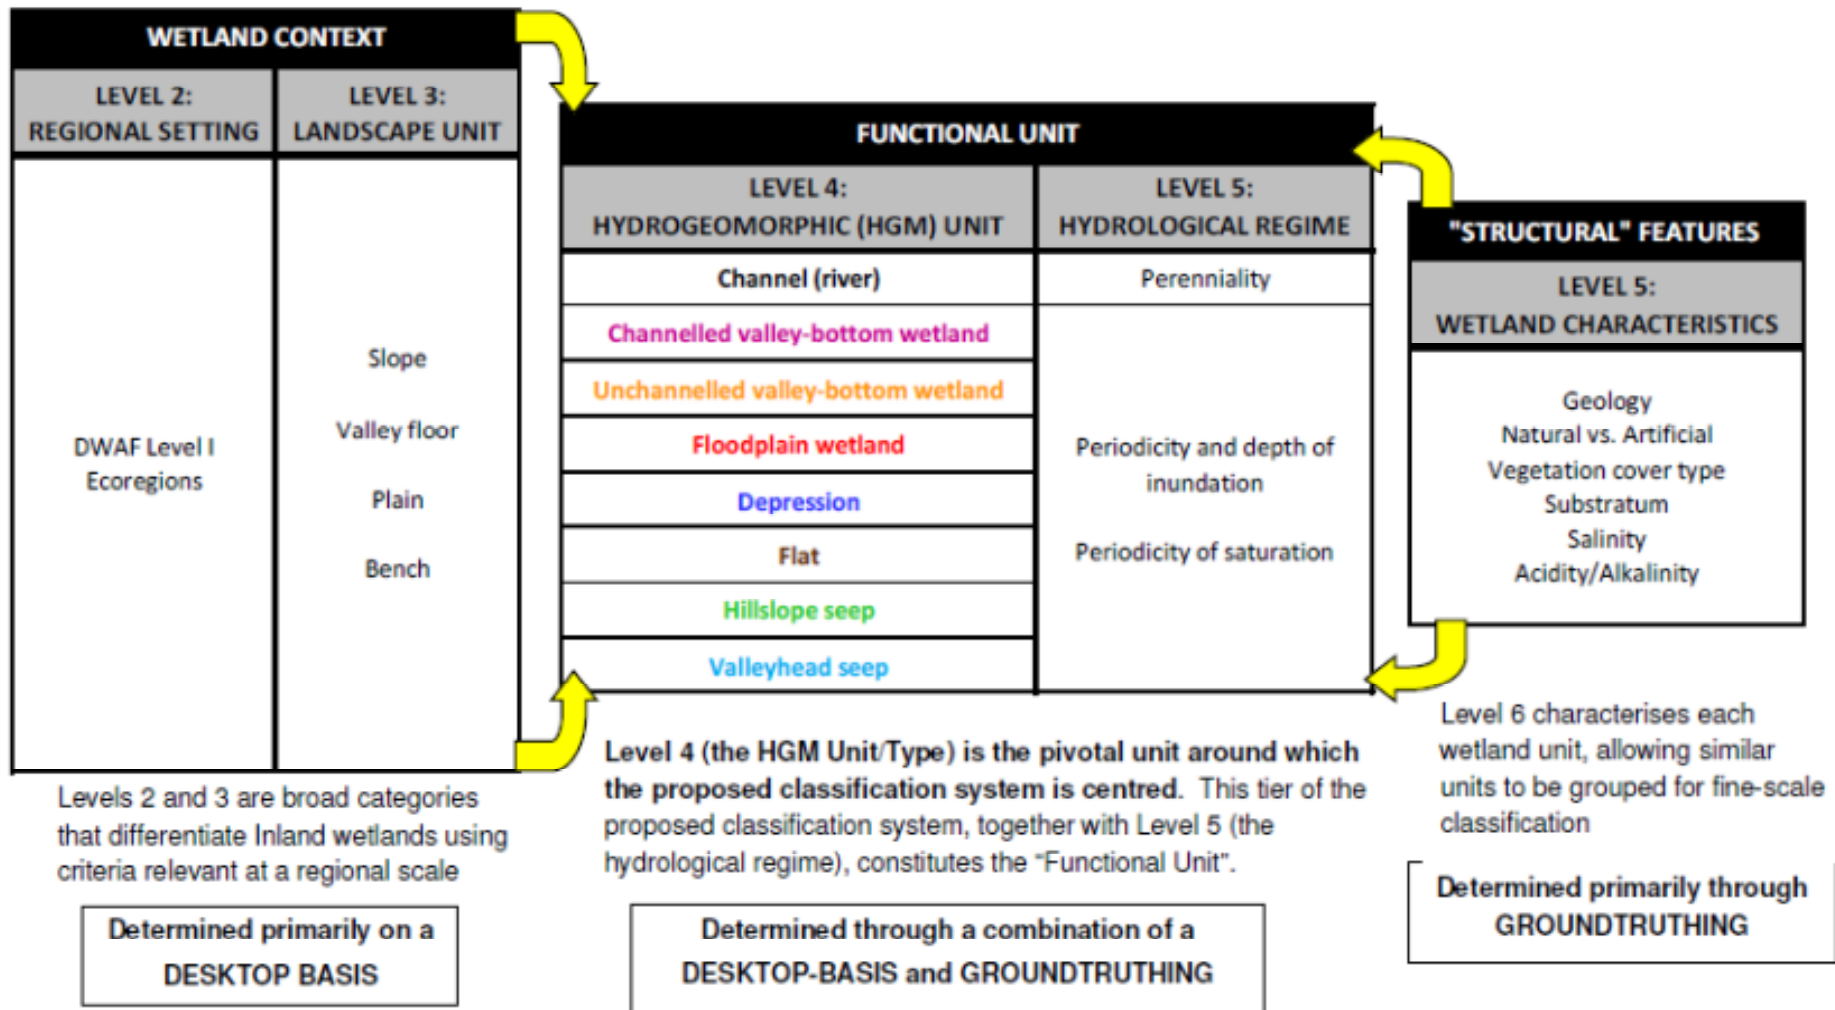 WETLAND CONTEXT
LEVEL 2:
REGIONAL SETTING
LEVEL 3:
LANDSCAPE UNIT
DWAF Level I
Ecoregions
Slope
Valley floor
Plain
Bench
Levels 2 and 3 are broad categories
that differentiate Inland wetlands using
criteria relevant at a regional scale
Determined primarily on a
DESKTOP BASIS
FUNCTIONAL UNIT
LEVEL 4:
HYDROGEOMORPHIC (HGM) UNIT
LEVEL 5:
HYDROLOGICAL REGIME
Channel (river)
Perenniality
Channelled valley-bottom wetland
Unchannelled valley-bottom wetland
Floodplain wetland
Depression
Flat
Hillslope seep
Valleyhead seep
Periodicity and depth of
inundation
Periodicity of saturation
Level 4 (the HGM Unit/Type) is the pivotal unit around which
the proposed classification system is centred. This tier of the
proposed classification system, together with Level 5 (the
hydrological regime), constitutes the “Functional Unit”.
Determined through a combination of a
DESKTOP-BASIS and GROUNDTRUTHING
"STRUCTURAL" FEATURES
LEVEL 5:
WETLAND CHARACTERISTICS
Geology
Natural vs. Artificial
Vegetation cover type
Substratum
Salinity
Acidity/Alkalinity
Level 6 characterises each
wetland unit, allowing similar
units to be grouped for fine-scale
classification
Determined primarily through
GROUNDTRUTHING